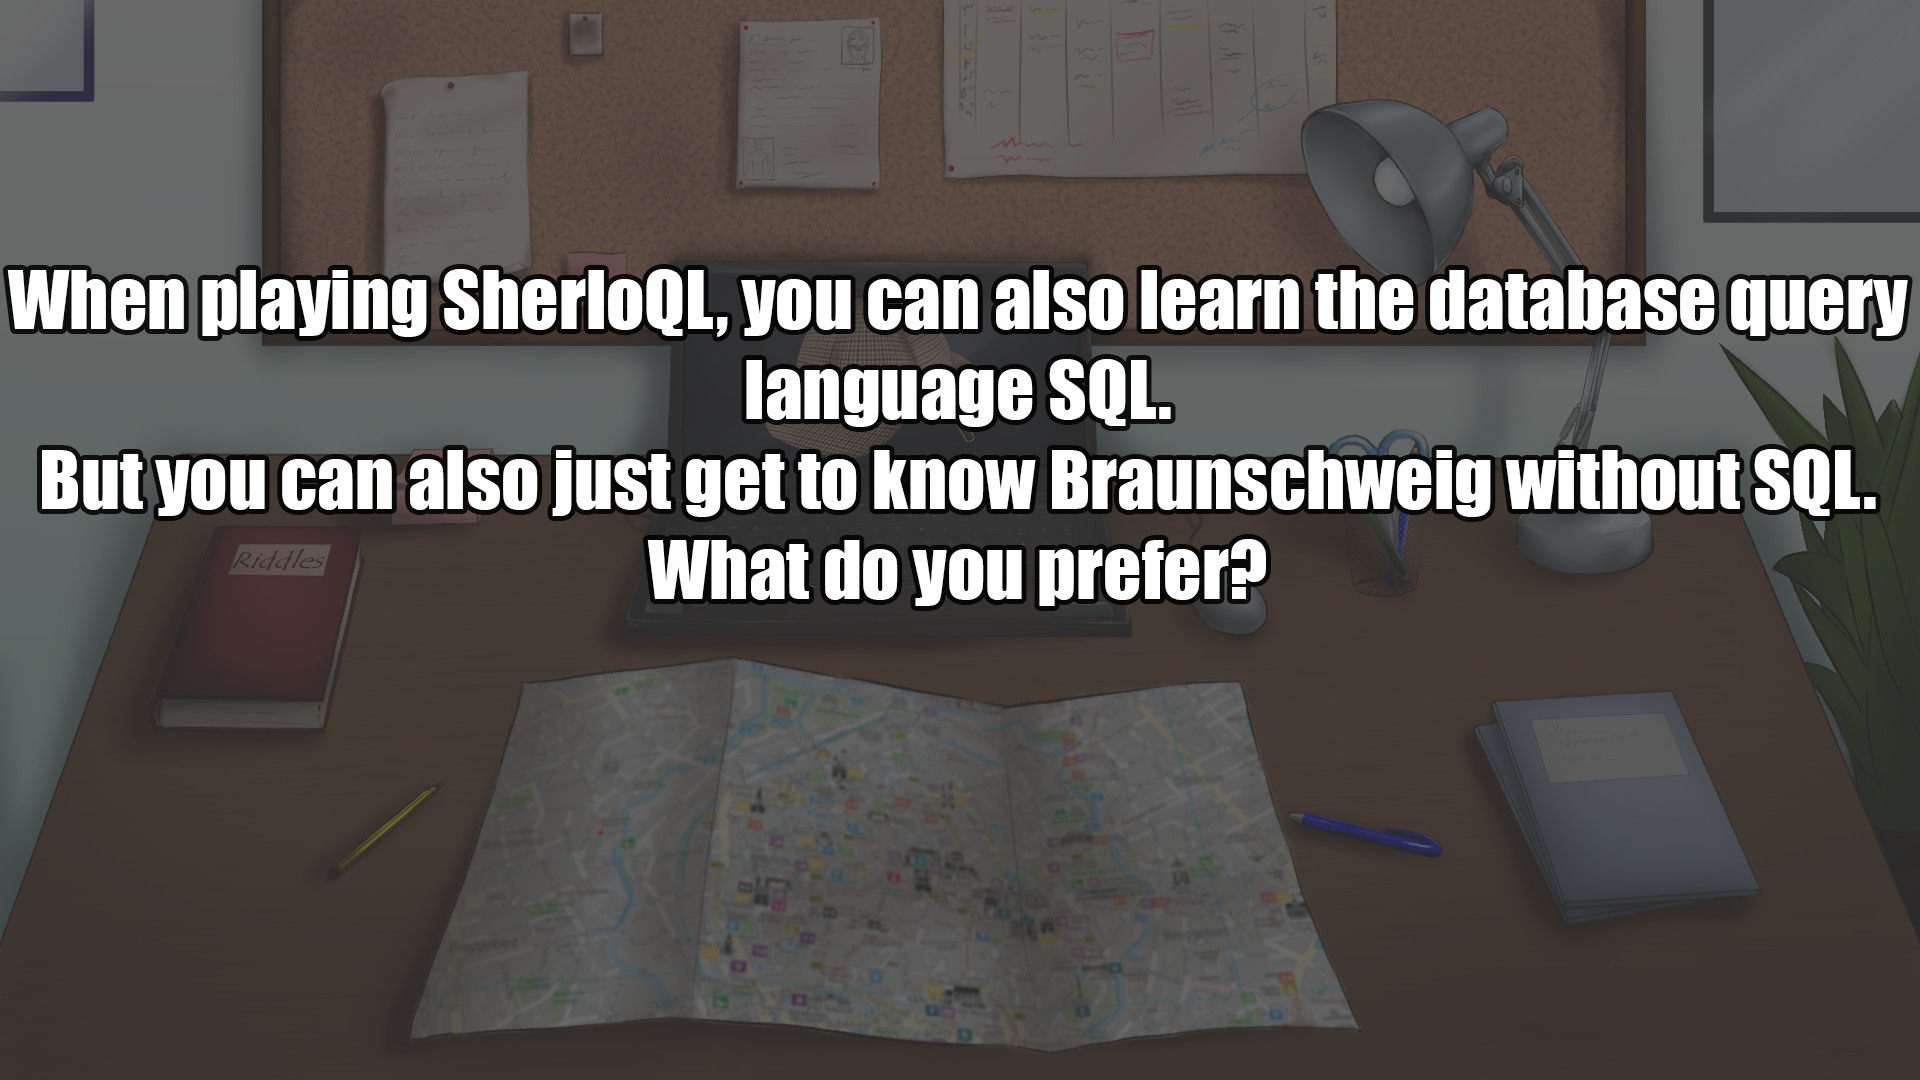 When playing SherloQL, you can also learn the database query
language SQL.
But you can also just get to know Braunschweig without SQL.
What do you prefer?
Riddles